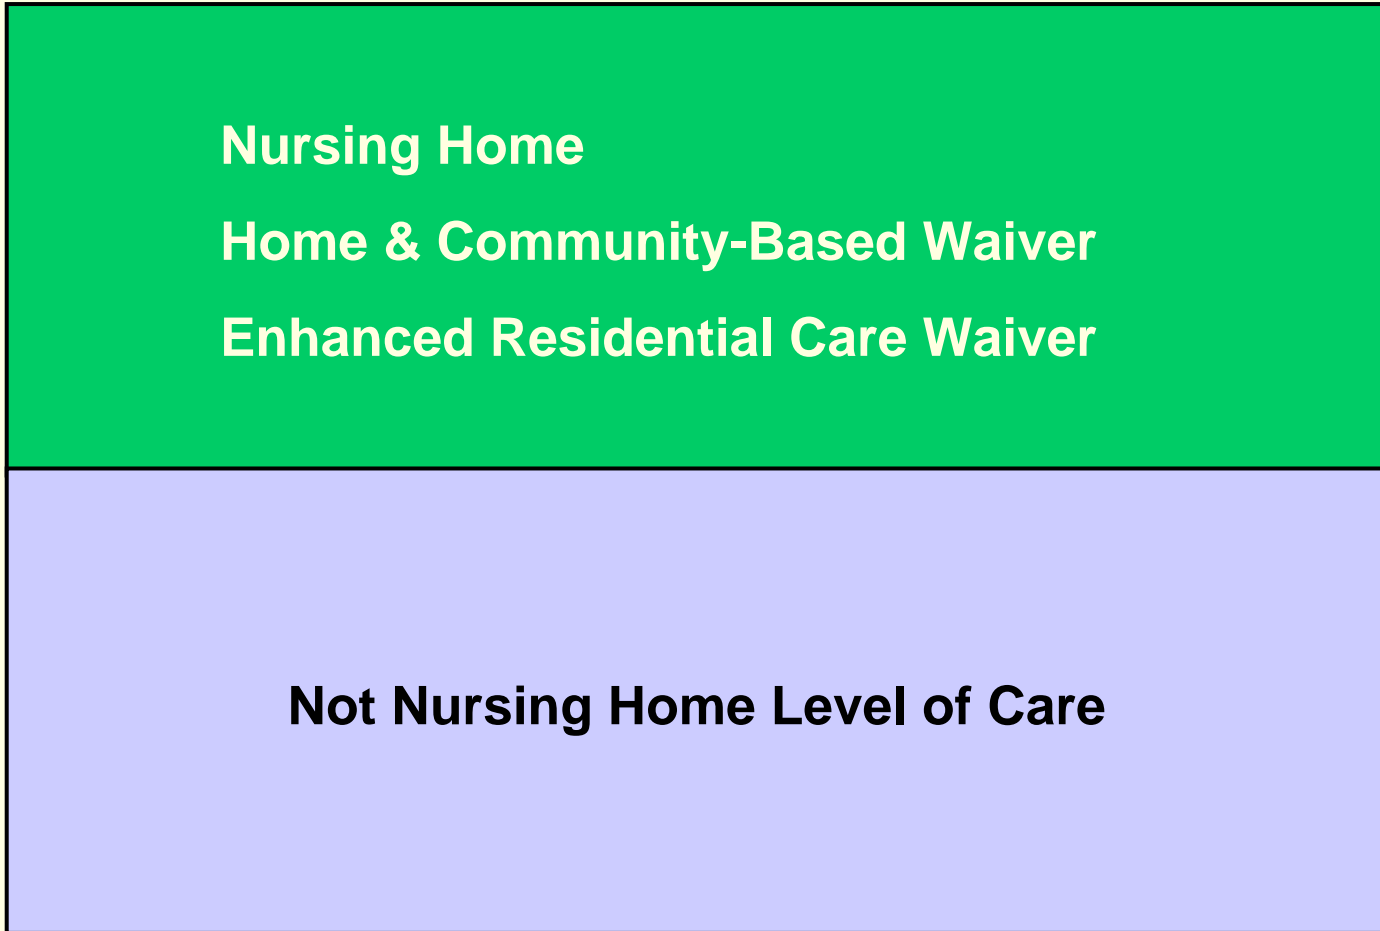 Nursing Home
Home & Community-Based Waiver
Enhanced Residential Care Waiver
Not Nursing Home Level of Care